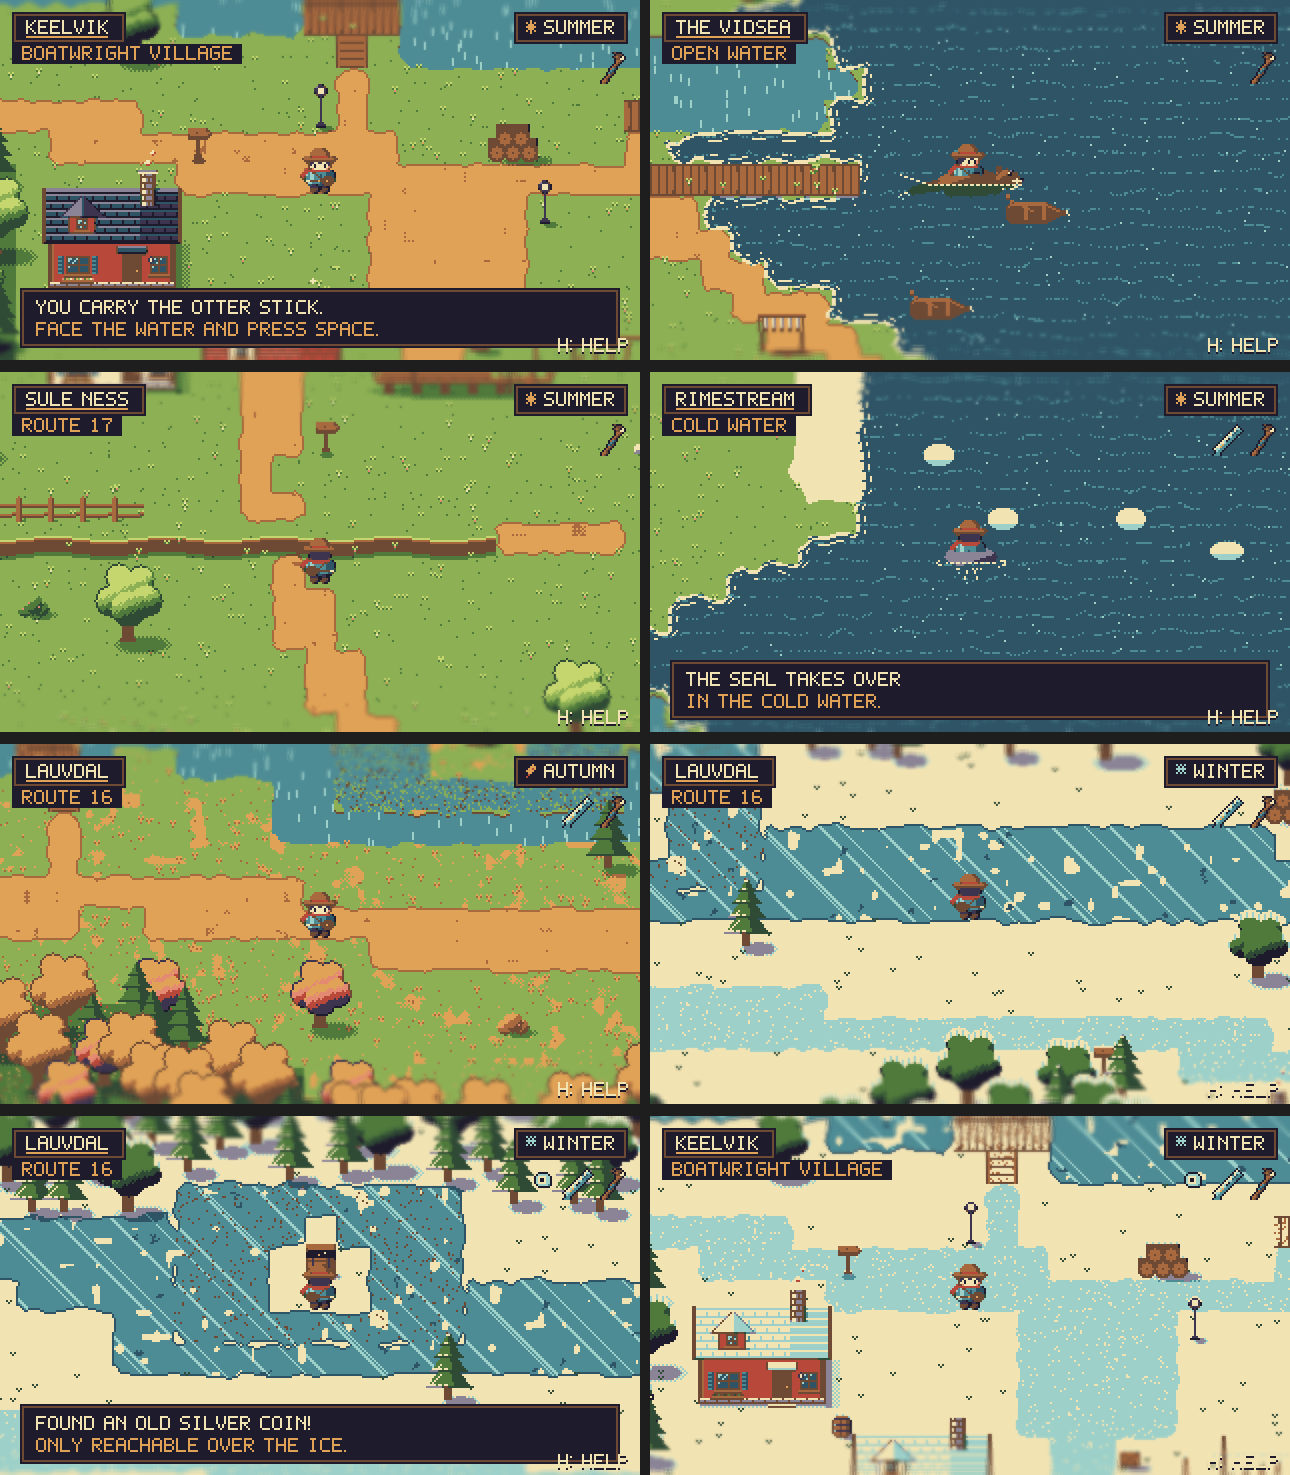 KEELVIK
BOATWRIGHT VILLAGE
SUMMER
YOU CARRY THE OTTER STICK.
FACE THE WATER AND PRESS SPACE.
H: HELP
THE VIDSEA
OPEN WATER
SUMMER
H: HELP
SULE NESS
ROUTE 17
SUMMER
H: HELP
RIMESTREAM
COLD WATER
SUMMER
THE SEAL TAKES OVER
IN THE COLD WATER.
H: HELP
LAUVDAL
ROUTE 16
AUTUMN
H: HELP
LAUVDAL
ROUTE 16
WINTER
H: HELP
LAUVDAL
ROUTE 16
WINTER
FOUND AN OLD SILVER COIN!
ONLY REACHABLE OVER THE ICE.
H: HELP
KEELVIK
BOATWRIGHT VILLAGE
WINTER
H: HELP